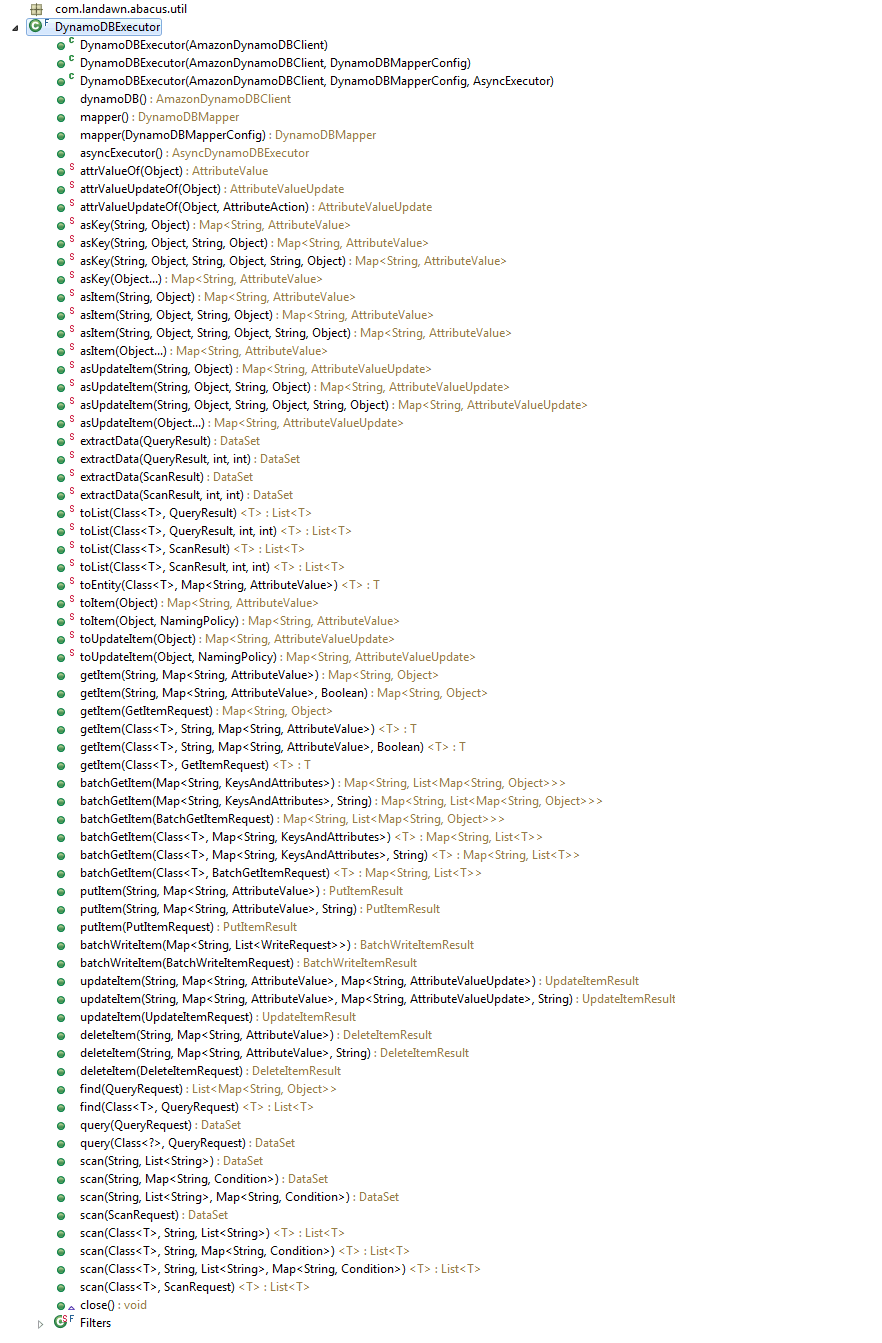 com.landawn.abacus.util
DynamoDBExecutor
DynamoDBExecutor(AmazonDynamoDBClient)
DynamoDBExecutor(AmazonDynamoDBClient, DynamoDBMapperConfig)
DynamoDBExecutor(AmazonDynamoDBClient, DynamoDBMapperConfig, AsyncExecutor)
dynamoDB() : AmazonDynamoDBClient
mapper() : DynamoDBMapper
mapper(DynamoDBMapperConfig) : DynamoDBMapper
asyncExecutor() : AsyncDynamoDBExecutor
attrValueOf(Object) : AttributeValue
attrValueUpdateOf(Object) : AttributeValueUpdate
attrValueUpdateOf(Object, AttributeAction) : AttributeValueUpdate
asKey(String, Object) : Map<String, AttributeValue>
asKey(String, Object, String, Object) : Map<String, AttributeValue>
asKey(String, Object, String, Object, String, Object) : Map<String, AttributeValue>
asKey(Object...) : Map<String, AttributeValue>
asItem(String, Object) : Map<String, AttributeValue>
asItem(String, Object, String, Object) : Map<String, AttributeValue>
asItem(String, Object, String, Object, String, Object) : Map<String, AttributeValue>
asItem(Object...) : Map<String, AttributeValue>
asUpdateItem(String, Object) : Map<String, AttributeValueUpdate>
asUpdateItem(String, Object, String, Object) : Map<String, AttributeValueUpdate>
asUpdateItem(String, Object, String, Object, String, Object) : Map<String, AttributeValueUpdate>
asUpdateItem(Object...) : Map<String, AttributeValueUpdate>
extractData(QueryResult) : DataSet
extractData(QueryResult, int, int) : DataSet
extractData(ScanResult) : DataSet
extractData(ScanResult, int, int) : DataSet
toList(Class<T>, QueryResult) <T> : List<T>
toList(Class<T>, QueryResult, int, int) <T> : List<T>
toList(Class<T>, ScanResult) <T> : List<T>
toList(Class<T>, ScanResult, int, int) <T> : List<T>
toEntity(Class<T>, Map<String, AttributeValue>) <T> : T
toItem(Object) : Map<String, AttributeValue>
toItem(Object, NamingPolicy) : Map<String, AttributeValue>
toUpdateItem(Object) : Map<String, AttributeValueUpdate>
toUpdateItem(Object, NamingPolicy) : Map<String, AttributeValueUpdate>
getItem(String, Map<String, AttributeValue>) : Map<String, Object>
getItem(String, Map<String, AttributeValue>, Boolean) : Map<String, Object>
getItem(GetItemRequest) : Map<String, Object>
getItem(Class<T>, String, Map<String, AttributeValue>) <T> : T
getItem(Class<T>, String, Map<String, AttributeValue>, Boolean) <T> : T
getItem(Class<T>, GetItemRequest) <T> : T
batchGetItem(Map<String, KeysAndAttributes>) : Map<String, List<Map<String, Object>>>
batchGetItem(Map<String, KeysAndAttributes>, String) : Map<String, List<Map<String, Object>>>
batchGetItem(BatchGetItemRequest) : Map<String, List<Map<String, Object>>>
batchGetItem(Class<T>, Map<String, KeysAndAttributes>) <T> : Map<String, List<T>>
batchGetItem(Class<T>, Map<String, KeysAndAttributes>, String) <T> : Map<String, List<T>>
batchGetItem(Class<T>, BatchGetItemRequest) <T> : Map<String, List<T>>
putItem(String, Map<String, AttributeValue>) : PutItemResult
putItem(String, Map<String, AttributeValue>, String) : PutItemResult
putItem(PutItemRequest) : PutItemResult
batchWriteItem(Map<String, List<WriteRequest>>) : BatchWriteItemResult
batchWriteItem(BatchWriteItemRequest) : BatchWriteItemResult
updateItem(String, Map<String, AttributeValue>, Map<String, AttributeValueUpdate>) : UpdateItemResult
updateItem(String, Map<String, AttributeValue>, Map<String, AttributeValueUpdate>, String) : UpdateItemResult
updateItem(UpdateItemRequest) : UpdateItemResult
deleteItem(String, Map<String, AttributeValue>) : DeleteItemResult
deleteItem(String, Map<String, AttributeValue>, String) : DeleteItemResult
deleteItem(DeleteItemRequest) : DeleteItemResult
find(QueryRequest) : List<Map<String, Object>>
find(Class<T>, QueryRequest) <T> : List<T>
query(QueryRequest) : DataSet
query(Class<?>, QueryRequest) : DataSet
scan(String, List<String>) : DataSet
scan(String, Map<String, Condition>) : DataSet
scan(String, List<String>, Map<String, Condition>) : DataSet
scan(ScanRequest) : DataSet
scan(Class<T>, String, List<String>) <T> : List<T>
scan(Class<T>, String, Map<String, Condition>) <T> : List<T>
scan(Class<T>, String, List<String>, Map<String, Condition>) <T> : List<T>
scan(Class<T>, ScanRequest) <T> : List<T>
close() : void
Filters